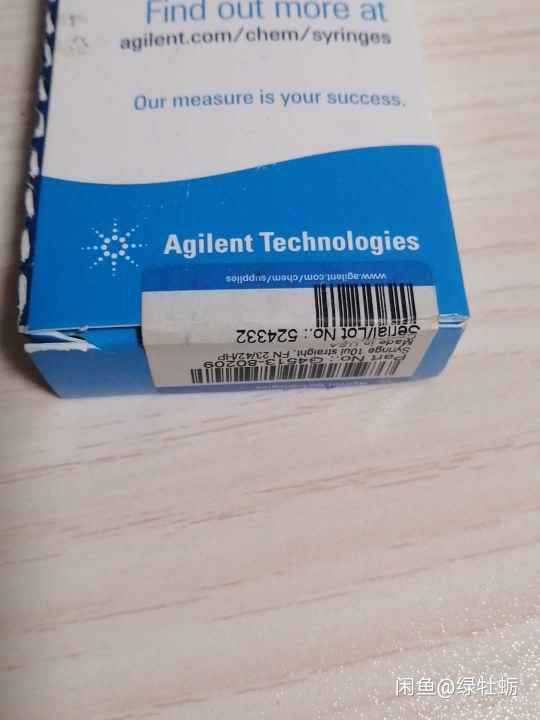 Find out more at
agilent.com/chem/syringes
Our measure is your success.
Agilent Technologies
www.agilent.com/chem/supplies
Serial/Lot No.: 524332
Made in U.S.A.
Syringe 10ul straight, FN 23/42/HP
Part No.: G4513-80209
闲鱼@绿牡蛎